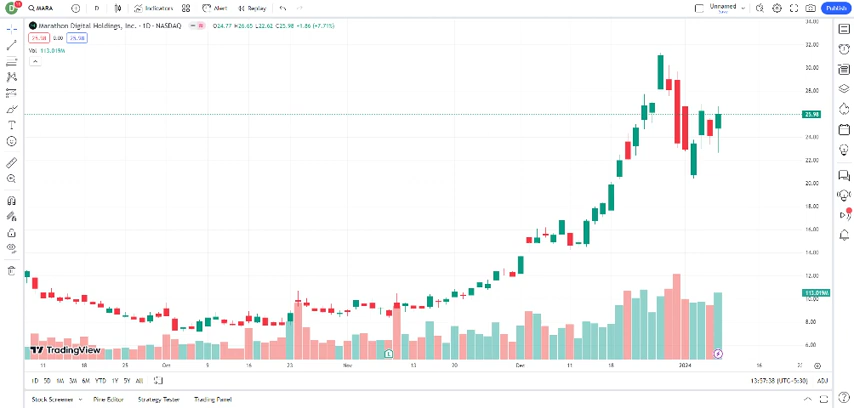 MARA
D
Indicators
Alert
Replay
Unnamed
Save
Publish
Marathon Digital Holdings, Inc. · 1D · NASDAQ
O24.77 H26.65 L22.62 C25.98 +1.86 (+7.71%)
25.98 0.00 25.98
Vol 113.019M
34.00
32.00
30.00
28.00
25.98
24.00
22.00
20.00
18.00
16.00
14.00
12.00
113.019M
10.00
8.00
6.00
TradingView
11 18 25 Oct 9 16 23 Nov 13 20 Dec 11 18 2024 16
1D 5D 1M 3M 6M YTD 1Y 5Y All
13:57:38 (UTC-5:30) ADJ
Stock Screener Pine Editor Strategy Tester Trading Panel